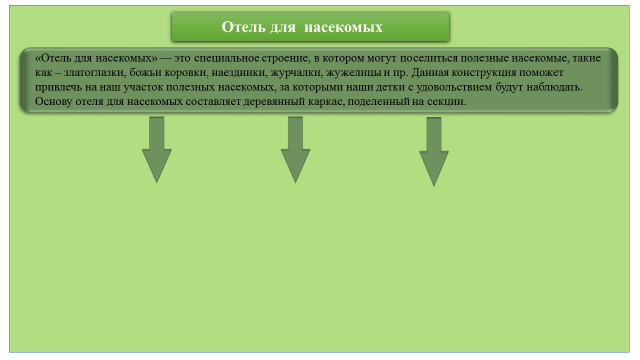 Отель для насекомых
«Отель для насекомых» — это специальное строение, в котором могут поселиться полезные насекомые, такие
как – златоглазки, божьи коровки, наездники, журчалки, жужелицы и пр. Данная конструкция поможет
привлечь на наш участок полезных насекомых, за которыми наши детки с удовольствием будут наблюдать.
Основу отеля для насекомых составляет деревянный каркас, поделенный на секции.